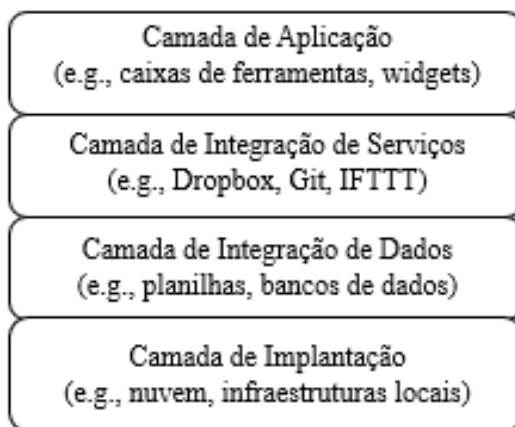 Camada de Aplicação
(e.g., caixas de ferramentas, widgets)
Camada de Integração de Serviços
(e.g., Dropbox, Git, IFTTT)
Camada de Integração de Dados
(e.g., planilhas, bancos de dados)
Camada de Implantação
(e.g., nuvem, infraestruturas locais)